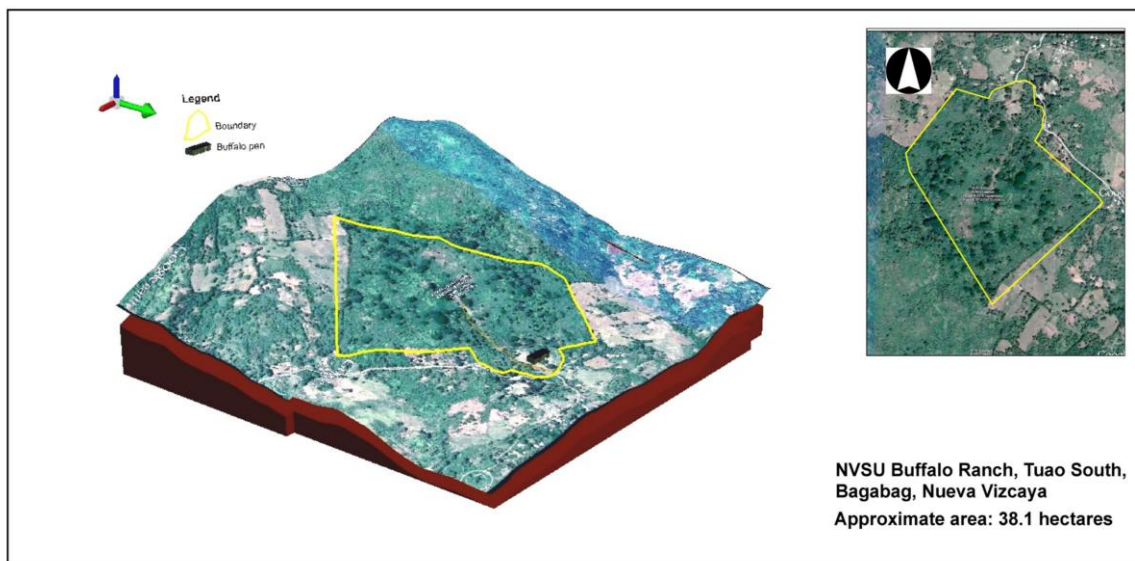 Legend
Boundary
Buffalo pen
NVSU Buffalo Ranch, Tuao South,
Bagabag, Nueva Vizcaya
Approximate area: 38.1 hectares